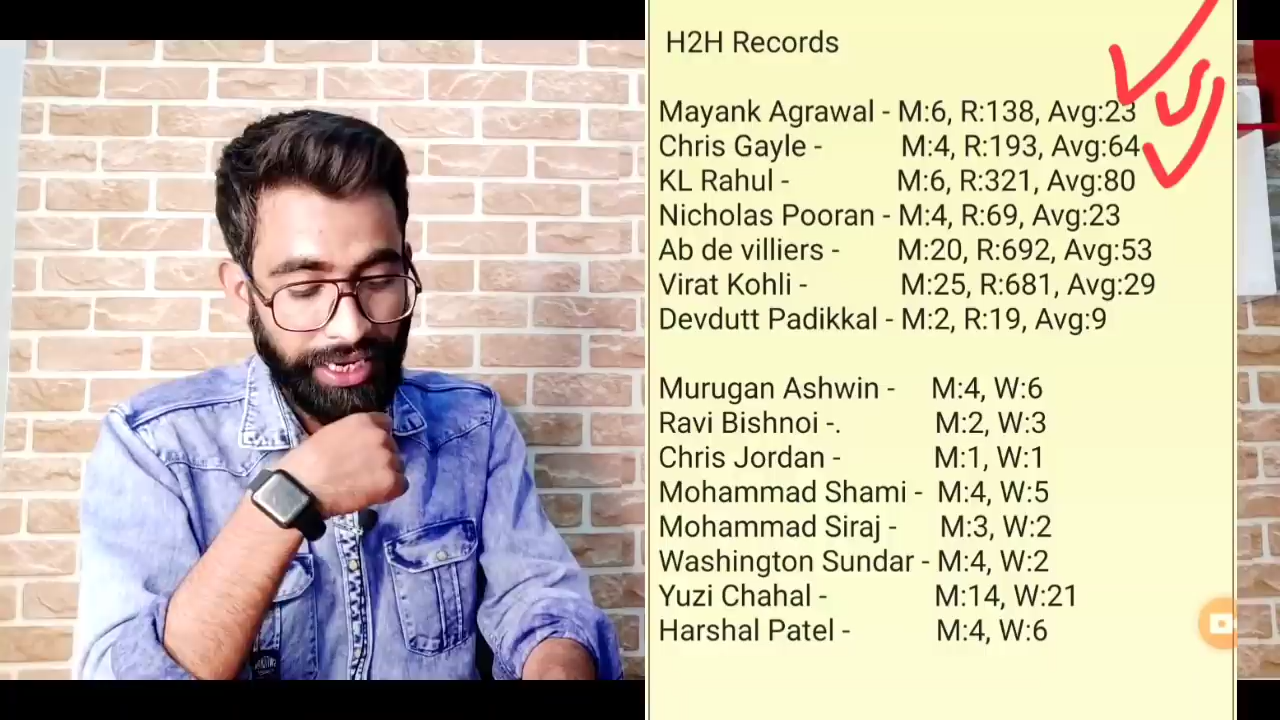 H2H Records
Mayank Agrawal - M:6, R:138, Avg:23
Chris Gayle - M:4, R:193, Avg:64
KL Rahul - M:6, R:321, Avg:80
Nicholas Pooran - M:4, R:69, Avg:23
Ab de villiers - M:20, R:692, Avg:53
Virat Kohli - M:25, R:681, Avg:29
Devdutt Padikkal - M:2, R:19, Avg:9
Murugan Ashwin - M:4, W:6
Ravi Bishnoi -. M:2, W:3
Chris Jordan - M:1, W:1
Mohammad Shami - M:4, W:5
Mohammad Siraj - M:3, W:2
Washington Sundar - M:4, W:2
Yuzi Chahal - M:14, W:21
Harshal Patel - M:4, W:6